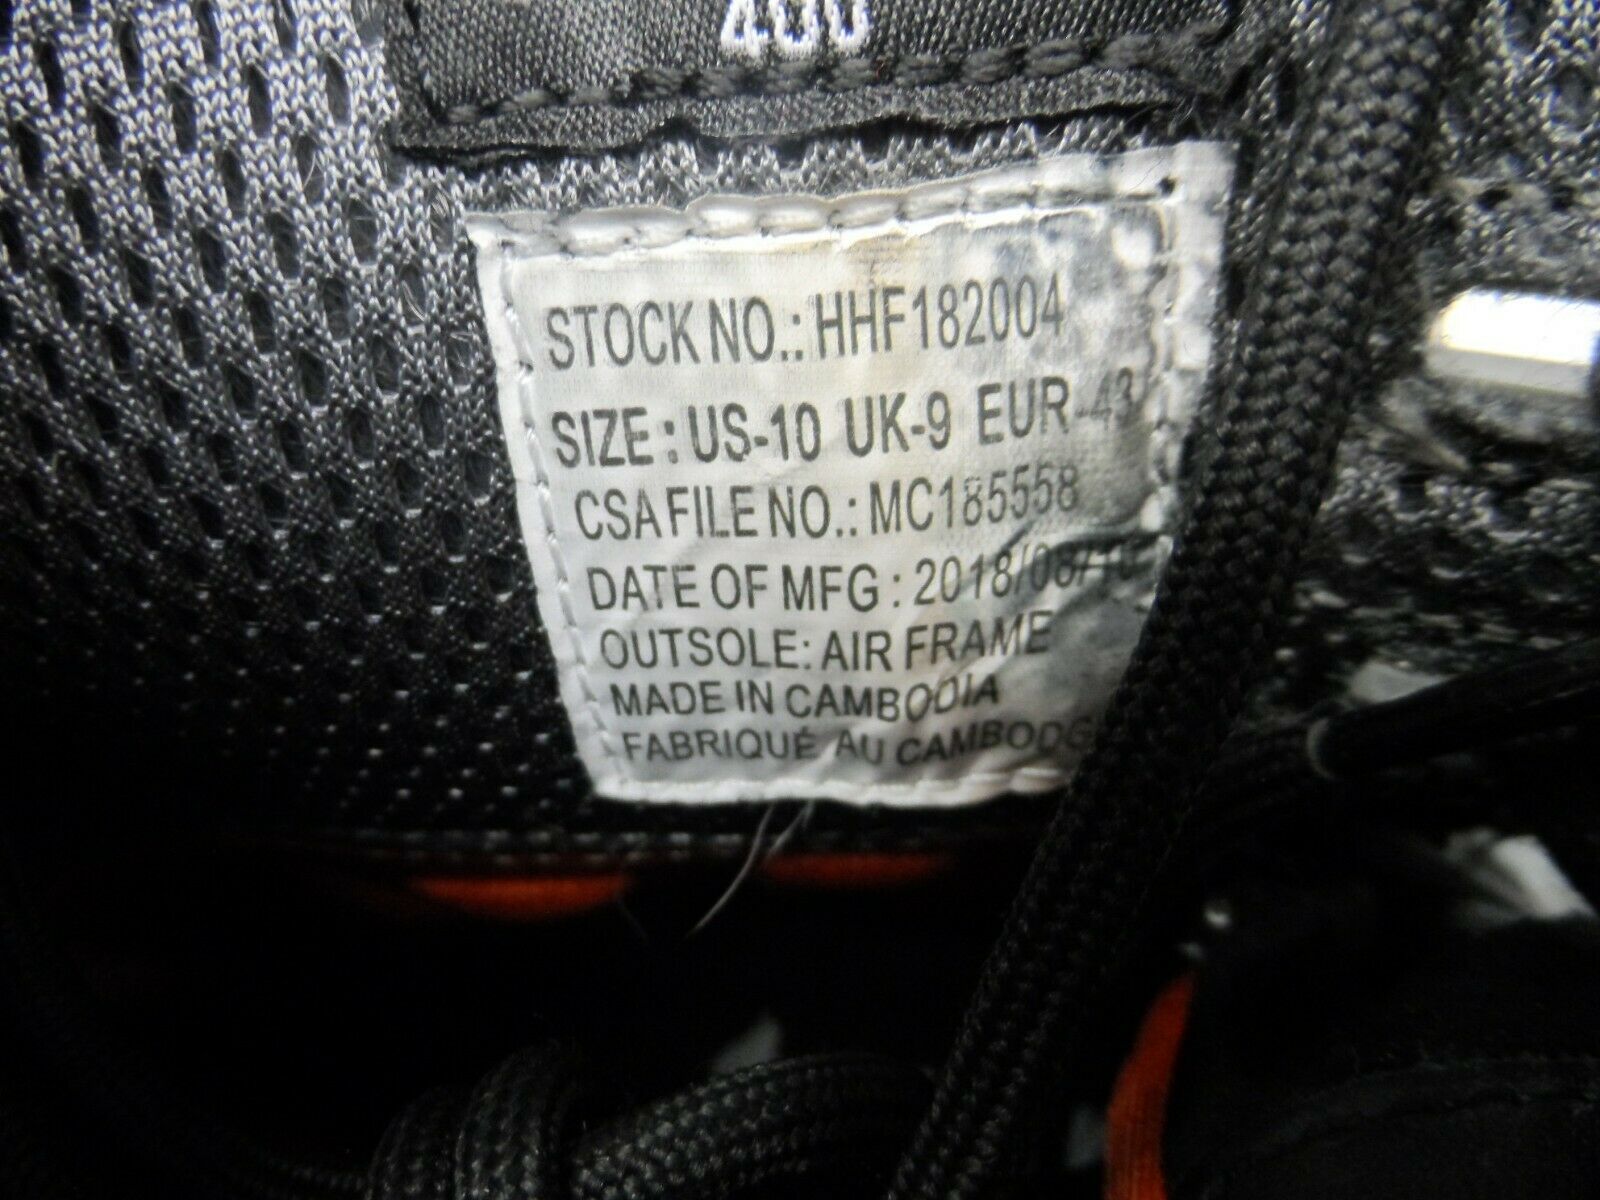 400
STOCK NO.: HHF182004
SIZE: US-10 UK-9 EUR-43
CSA FILE NO.: MC185558
DATE OF MFG: 2018/08/10
OUTSOLE: AIR FRAME
MADE IN CAMBODIA
FABRIQUÉ AU CAMBODGE